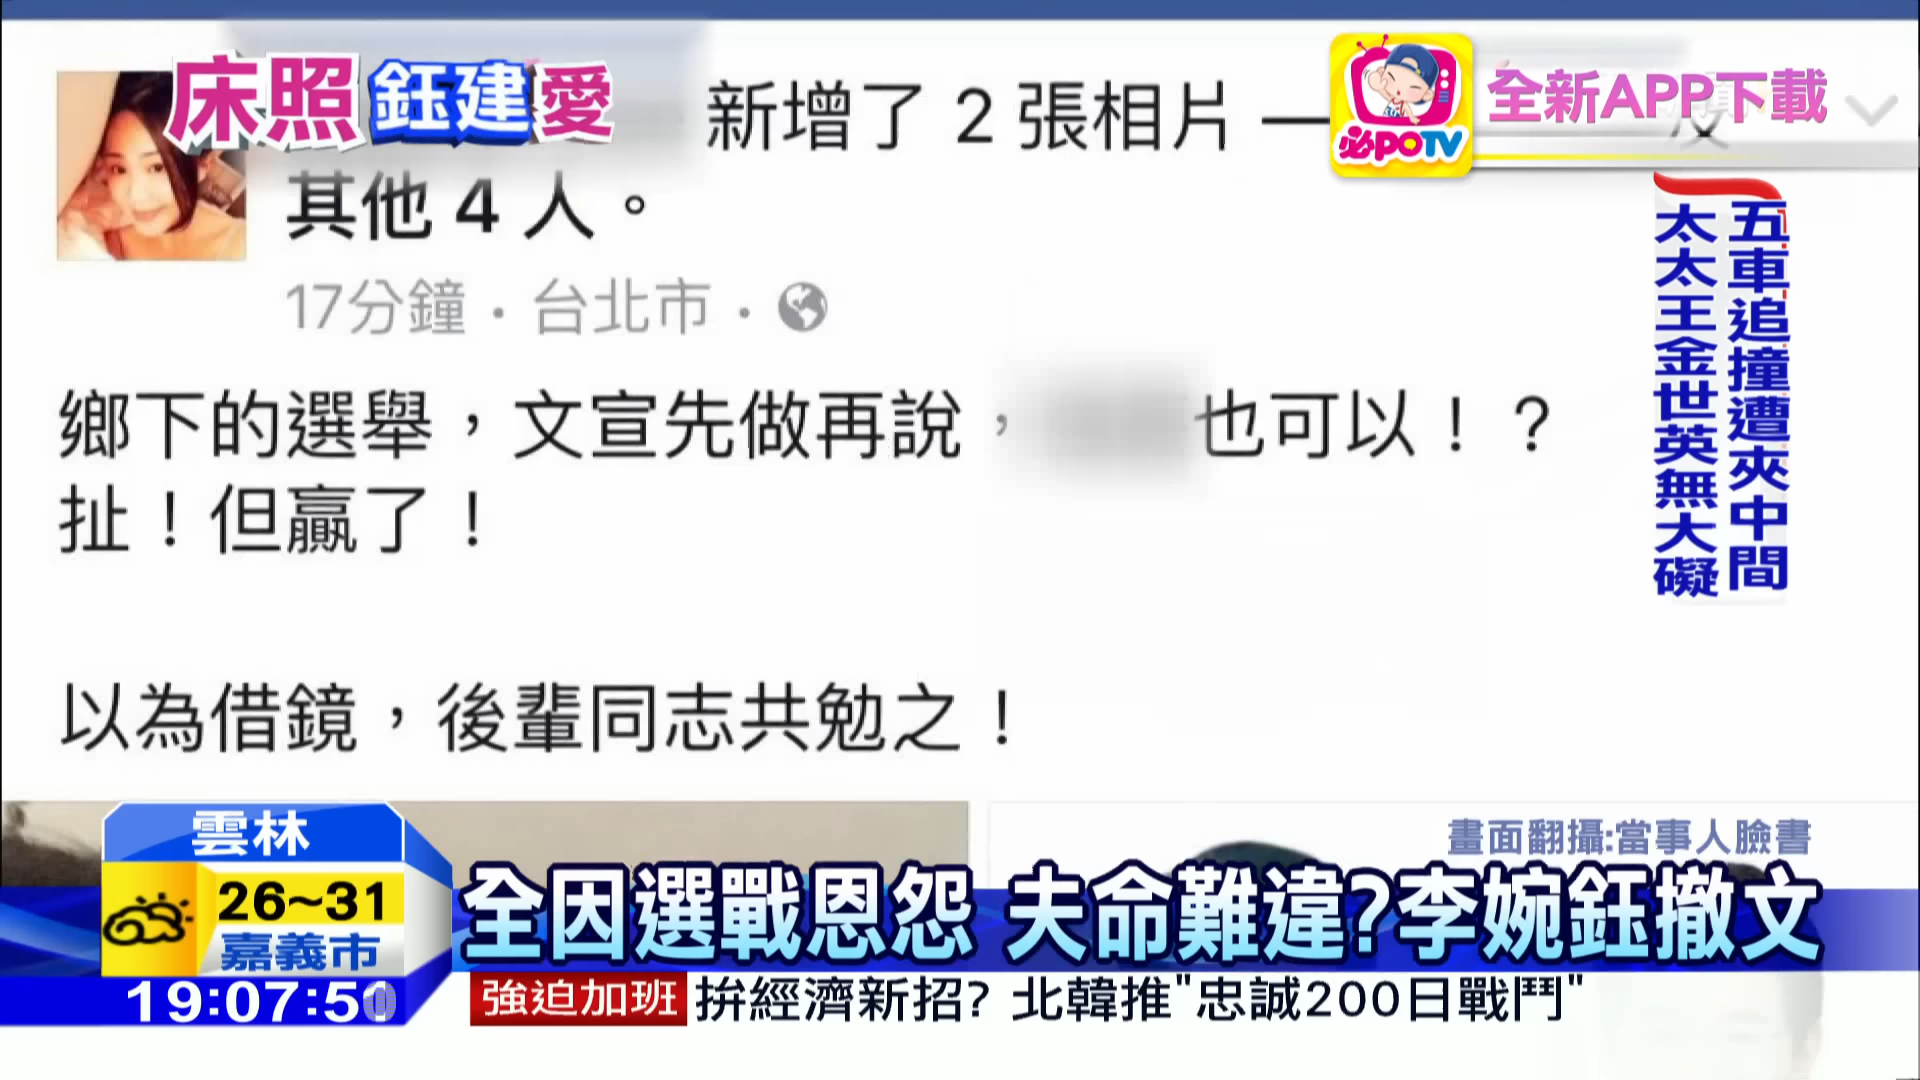 床照鈺建愛
新增了 2 張相片 —
其他 4 人。
17分鐘 · 台北市 ·
鄉下的選舉，文宣先做再說，
也可以！？
扯！但贏了！
以為借鏡，後輩同志共勉之！
必POTV
全新APP下載
五車追撞遭夾中間
太太王金世英無大礙
畫面翻攝:當事人臉書
雲林
26~31
嘉義市
19:07:5
全因選戰恩怨 夫命難違?李婉鈺撤文
強迫加班
拚經濟新招? 北韓推"忠誠200日戰鬥"